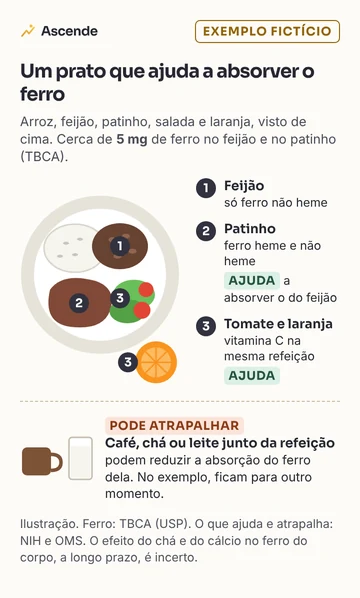 Ascende
EXEMPLO FICTÍCIO
Um prato que ajuda a absorver o
ferro
Arroz, feijão, patinho, salada e laranja, visto de
cima. Cerca de 5 mg de ferro no feijão e no patinho
(TBCA).
1 Feijão
só ferro não heme
2 Patinho
ferro heme e não
heme
AJUDA a
absorver o do feijão
3 Tomate e laranja
vitamina C na
mesma refeição
AJUDA
1
2
3
3
PODE ATRAPALHAR
Café, chá ou leite junto da refeição
podem reduzir a absorção do ferro
dela. No exemplo, ficam para outro
momento.
Ilustração. Ferro: TBCA (USP). O que ajuda e atrapalha:
NIH e OMS. O efeito do chá e do cálcio no ferro do
corpo, a longo prazo, é incerto.